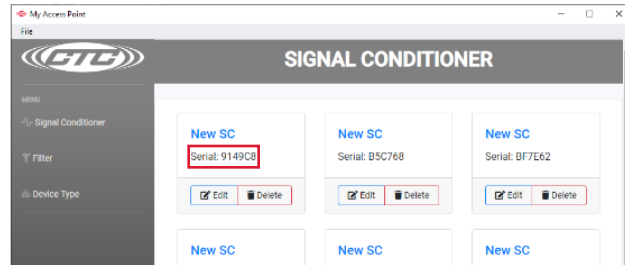 My Access Point
File
CTC
SIGNAL CONDITIONER
MENU
Signal Conditioner
Filter
Device Type
New SC
Serial: 9149C8
Edit Delete
New SC
Serial: B5C768
Edit Delete
New SC
Serial: BF7E62
Edit Delete
New SC
New SC
New SC